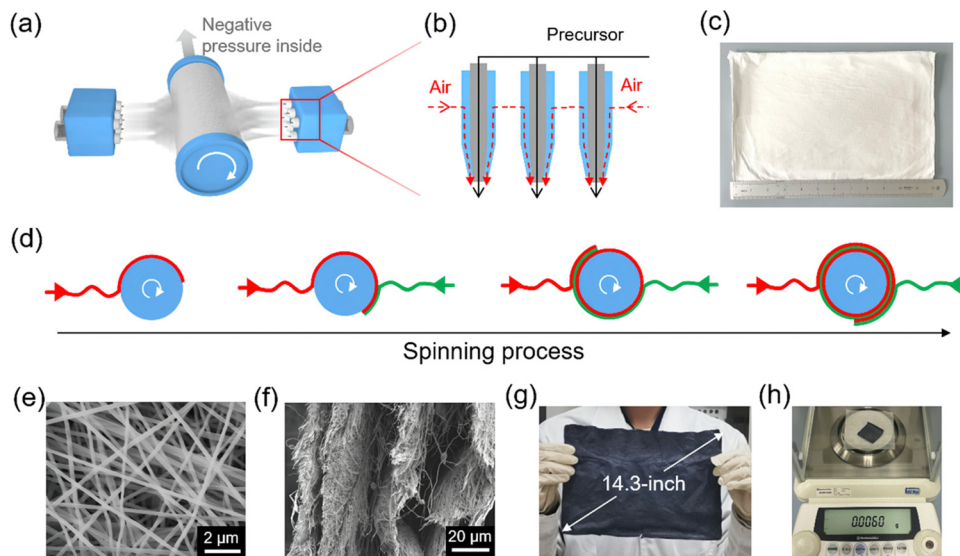 (a)
Negative
pressure inside
(b)
Precursor
Air
Air
(c)
(d)
Spinning process
(e)
2 μm
(f)
20 μm
(g)
14.3-inch
(h)
0.0060 g